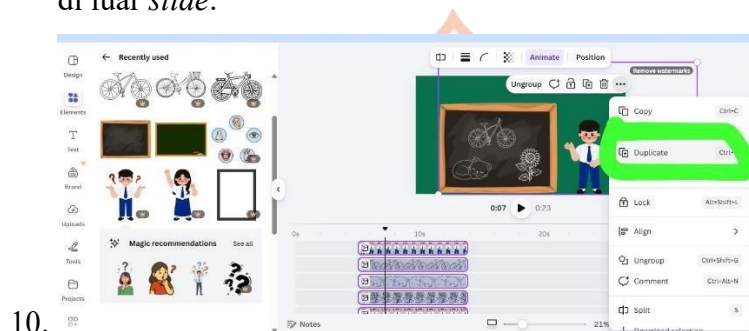 di luar slide.
← Recently used
Design
Elements
Text
Brand
Uploads
Tools
Projects
Magic recommendations See all
Animate Position
Remove watermarks
Ungroup
Copy Ctrl+C
Duplicate
Lock Alt+Shift+L
Align
Ungroup Ctrl+Shift+G
Comment Ctrl+Alt+N
Split S
0:07 0:23
0s 10s 20s
Notes 21%
10.